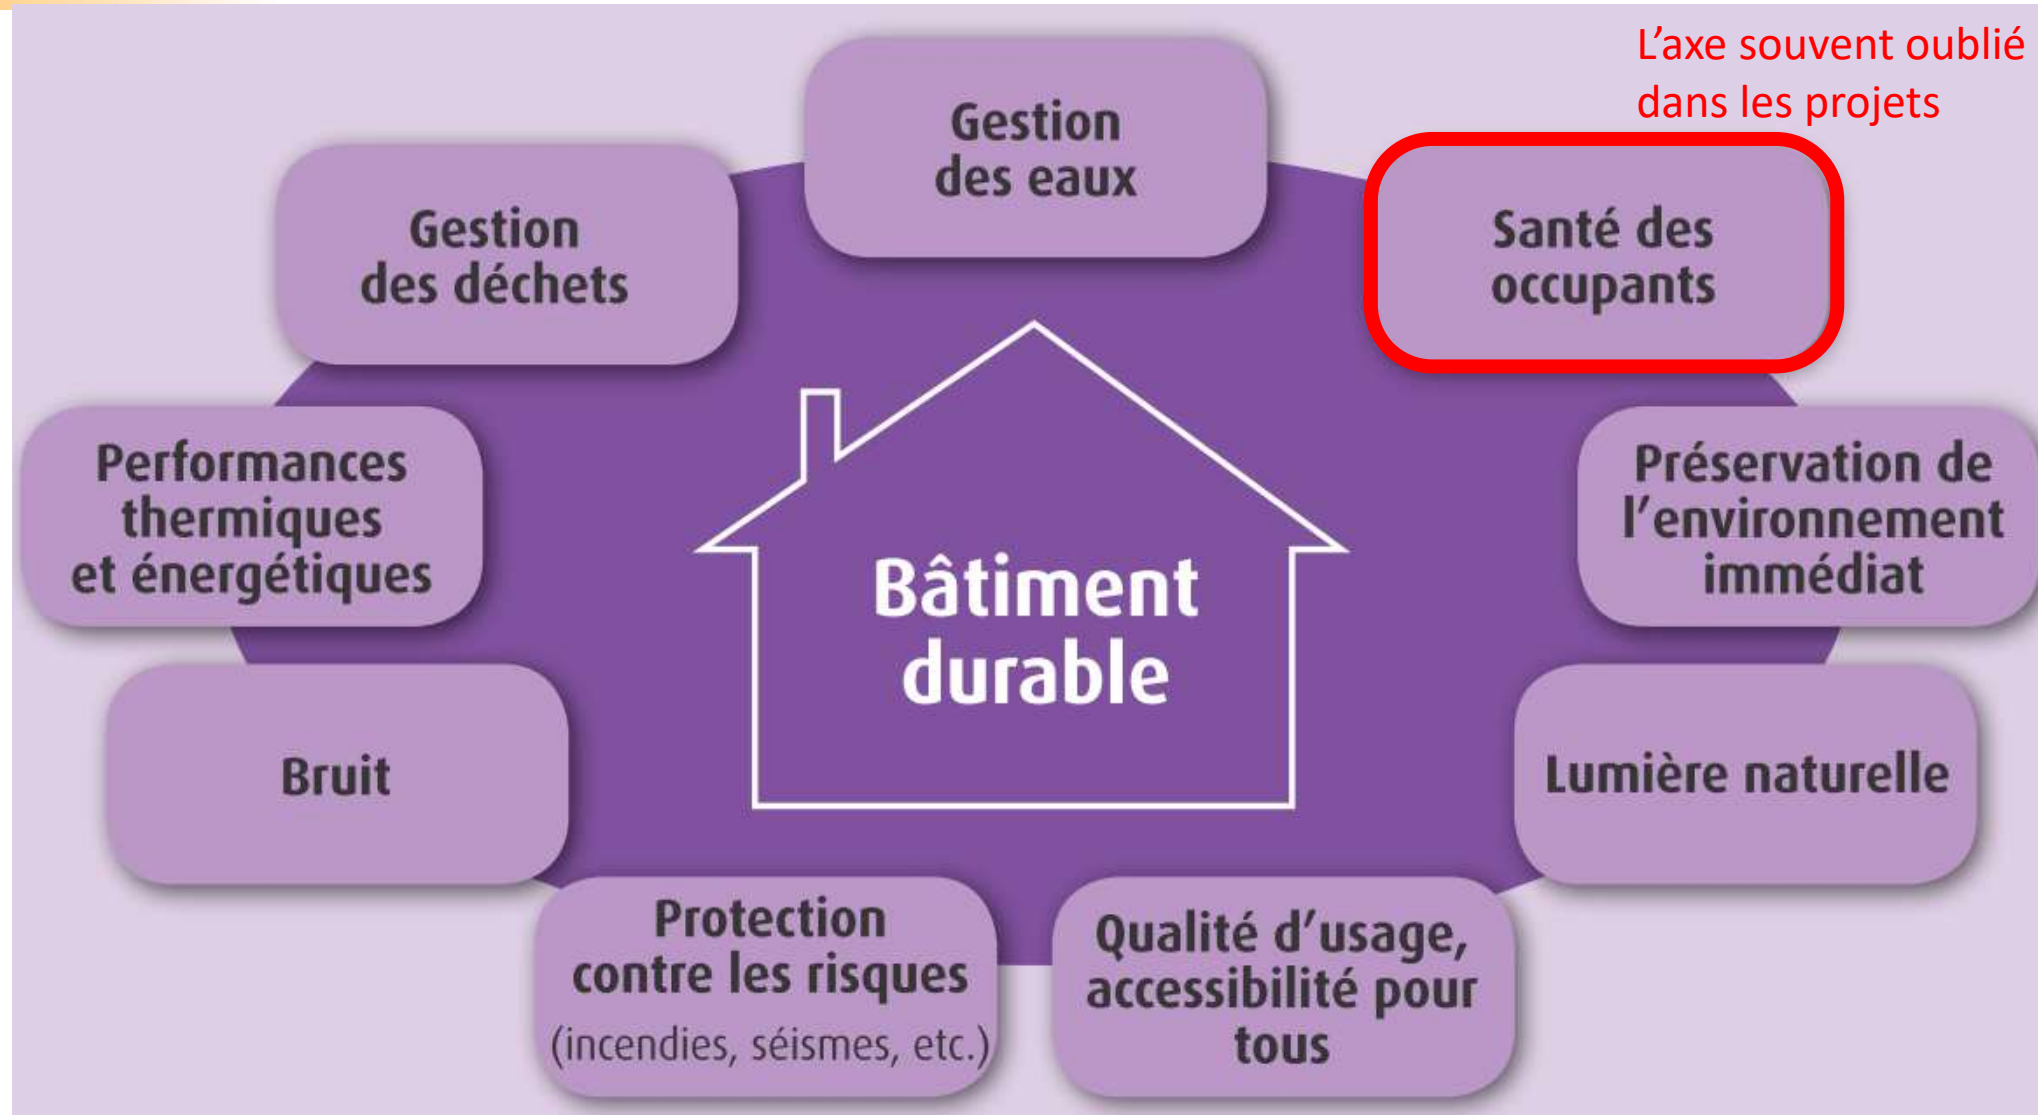 L’axe souvent oublié
dans les projets
Gestion
des eaux
Gestion
des déchets
Santé des
occupants
Performances
thermiques
et énergétiques
Préservation de
l’environnement
immédiat
Bâtiment
durable
Bruit
Lumière naturelle
Protection
contre les risques
(incendies, séismes, etc.)
Qualité d’usage,
accessibilité pour
tous